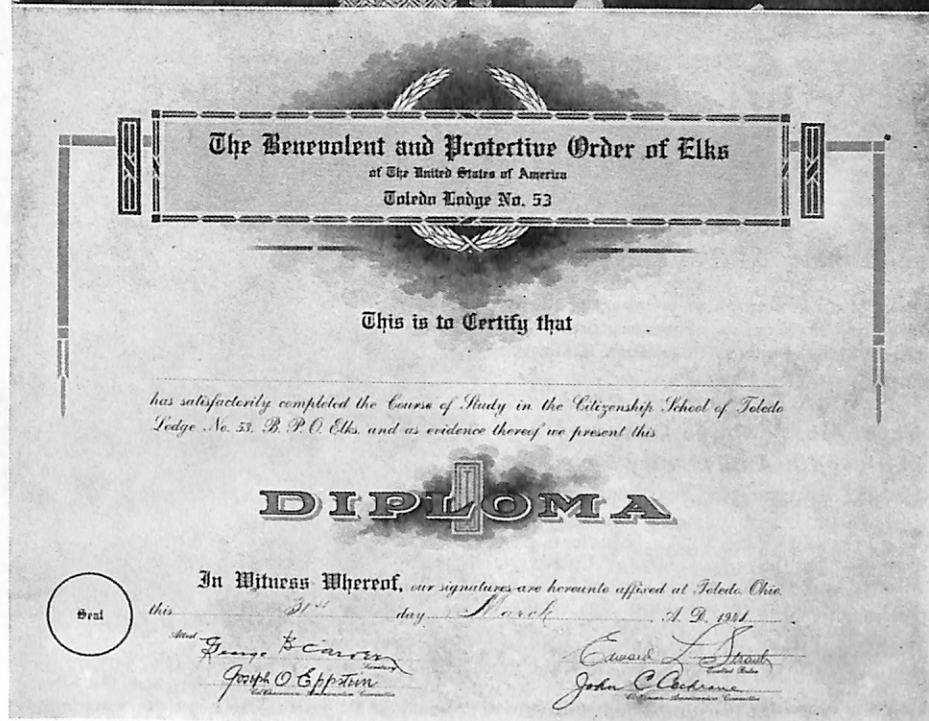 The Benevolent and Protective Order of Elks
of The United States of America
Toledo Lodge No. 53
This is to Certify that
has satisfactorily completed the Course of Study in the Citizenship School of Toledo
Lodge No. 53, B. P. O. Elks, and as evidence thereof we present this
DIPLOMA
In Witness Whereof, our signatures are hereunto affixed at Toledo, Ohio,
Seal
this 31st day March A. D. 1941
Attest
George B Carver
Secretary
Edward L Straub
Exalted Ruler
Joseph O. Eppstein
John C Cochrane